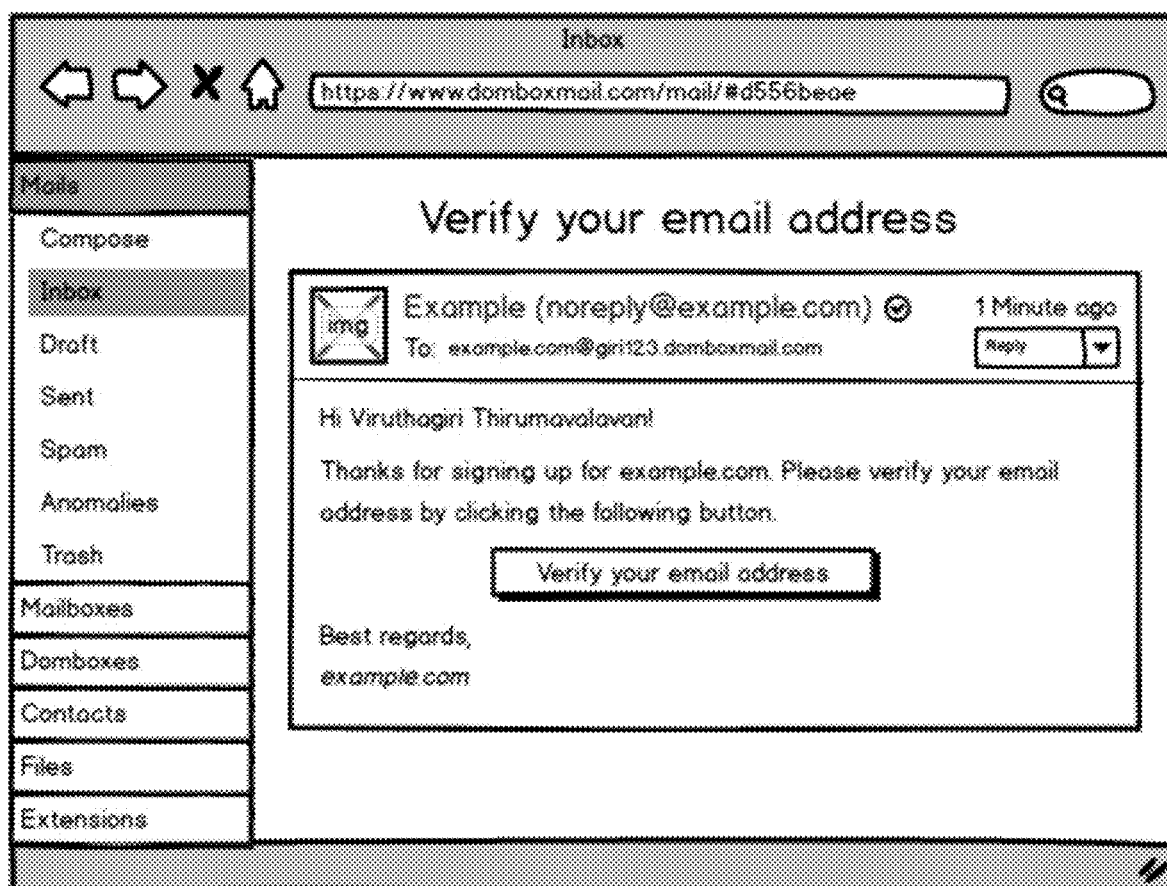 Inbox
https://www.domboxmail.com/mail/#d556beae
Mails
Compose
Inbox
Draft
Sent
Spam
Anomalies
Trash
Mailboxes
Domboxes
Contacts
Files
Extensions
Verify your email address
img
Example (noreply@example.com)
1 Minute ago
To: example.com@giri123.domboxmail.com
Reply
Hi Viruthagiri Thirumavalavan!
Thanks for signing up for example.com. Please verify your email
address by clicking the following button.
Verify your email address
Best regards,
example.com